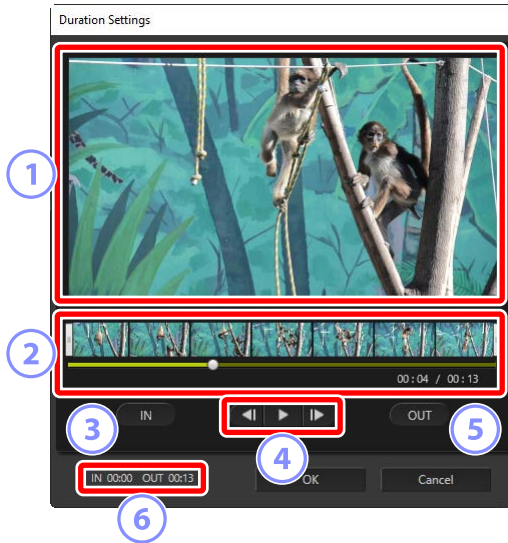 Duration Settings
1
2
00 : 04 / 00 : 13
IN
OUT
3
4
5
IN 00:00 OUT 00:13
OK
Cancel
6